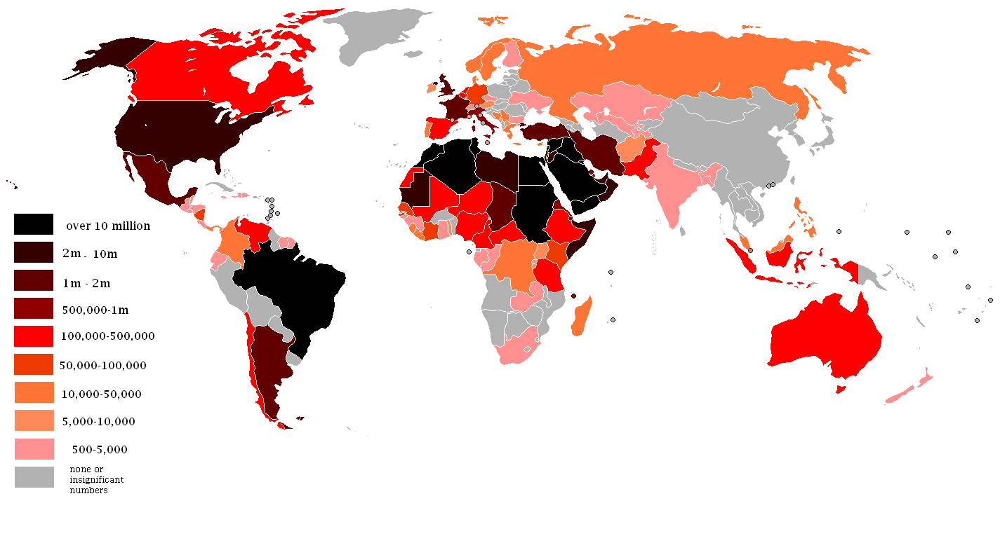 over 10 million
2m - 10m
1m - 2m
500,000-1m
100,000-500,000
50,000-100,000
10,000-50,000
5,000-10,000
500-5,000
none or
insignificant
numbers